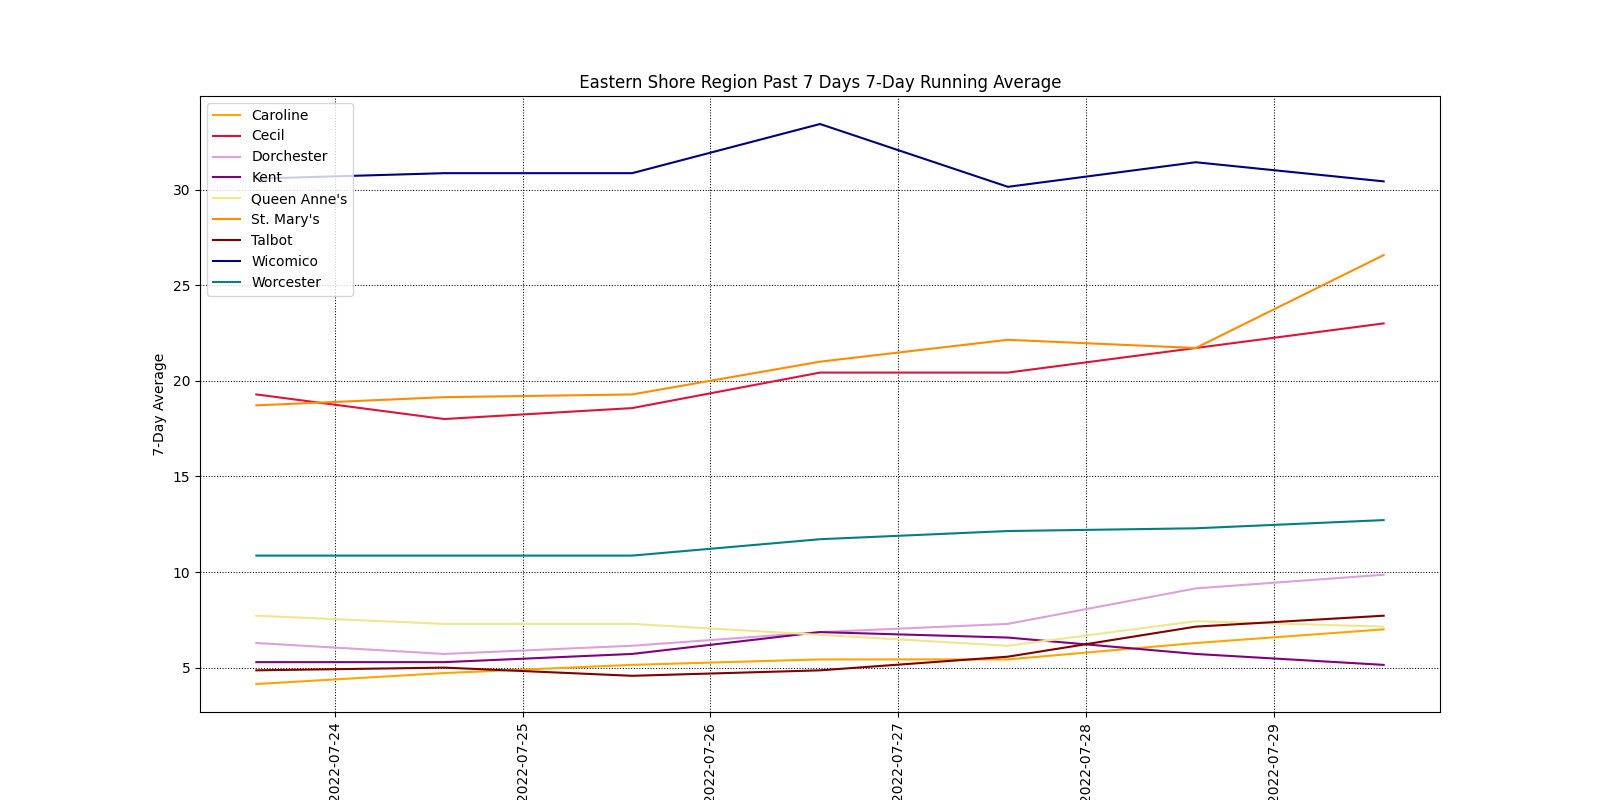 Eastern Shore Region Past 7 Days 7-Day Running Average
Caroline
Cecil
Dorchester
Kent
Queen Anne's
St. Mary's
Talbot
Wicomico
Worcester
7-Day Average
30
25
20
15
10
5
2022-07-24
2022-07-25
2022-07-26
2022-07-27
2022-07-28
2022-07-29